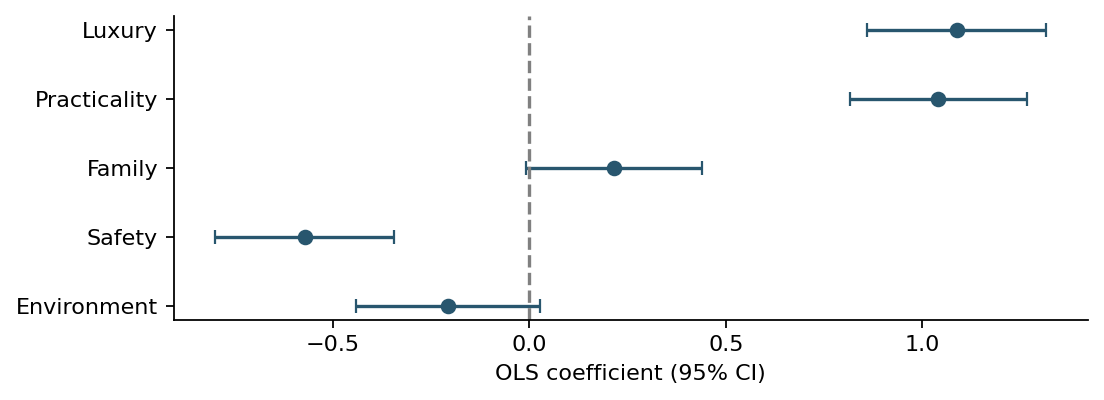 Luxury
Practicality
Family
Safety
Environment
−0.5 0.0 0.5 1.0
OLS coefficient (95% CI)